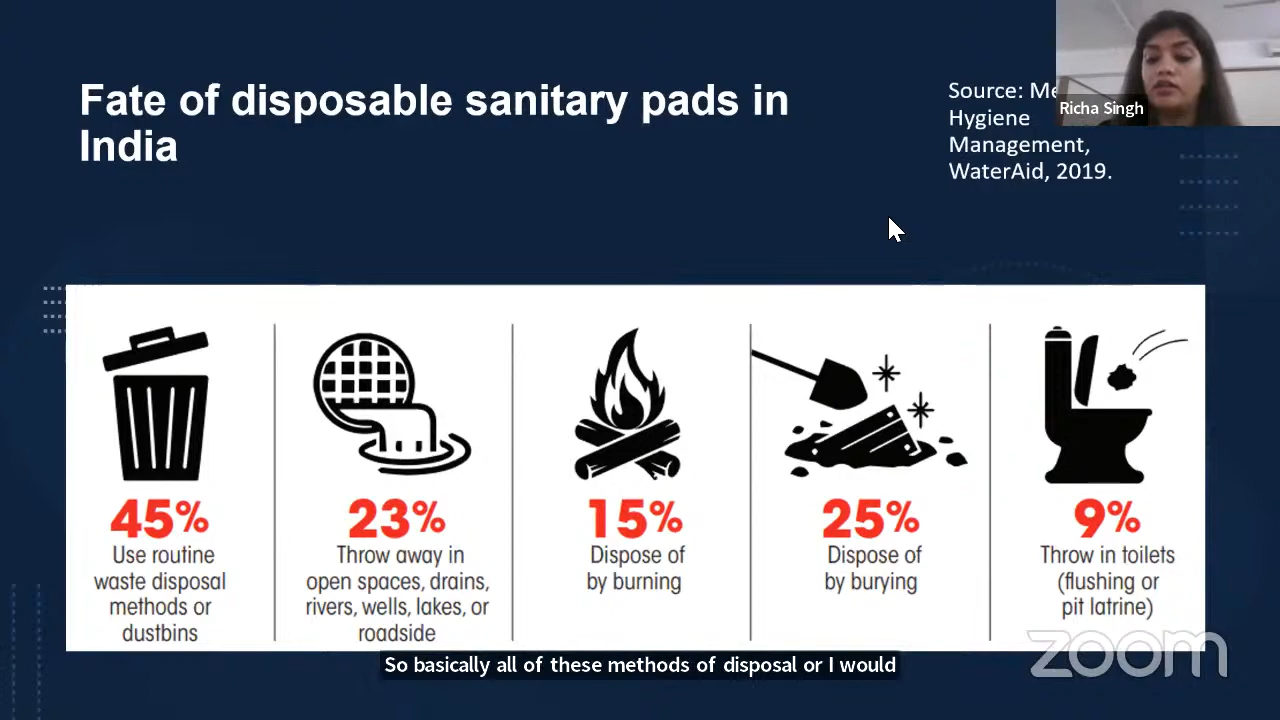 Fate of disposable sanitary pads in
India
Source: Me
Hygiene
Management,
WaterAid, 2019.
Richa Singh
45%
Use routine
waste disposal
methods or
dustbins
23%
Throw away in
open spaces, drains,
rivers, wells, lakes, or
roadside
15%
Dispose of
by burning
25%
Dispose of
by burying
9%
Throw in toilets
(flushing or
pit latrine)
zoom
So basically all of these methods of disposal or I would